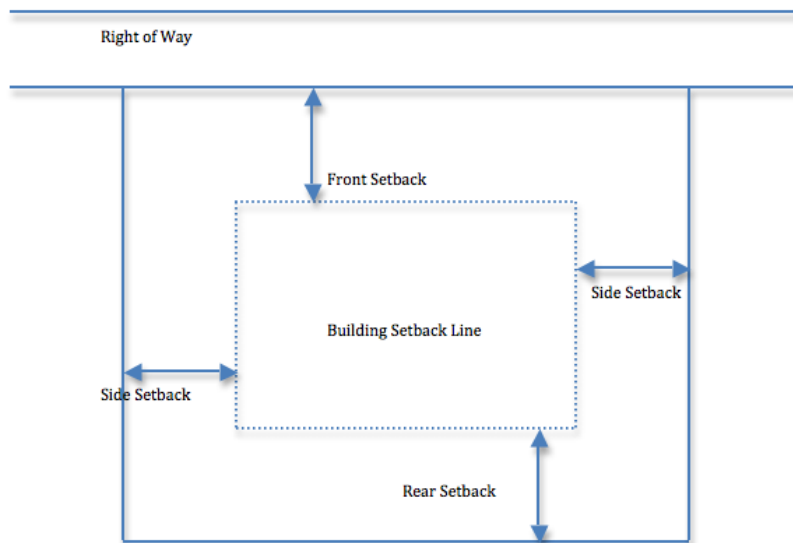 Right of Way
Front Setback
Side Setback
Building Setback Line
Side Setback
Rear Setback